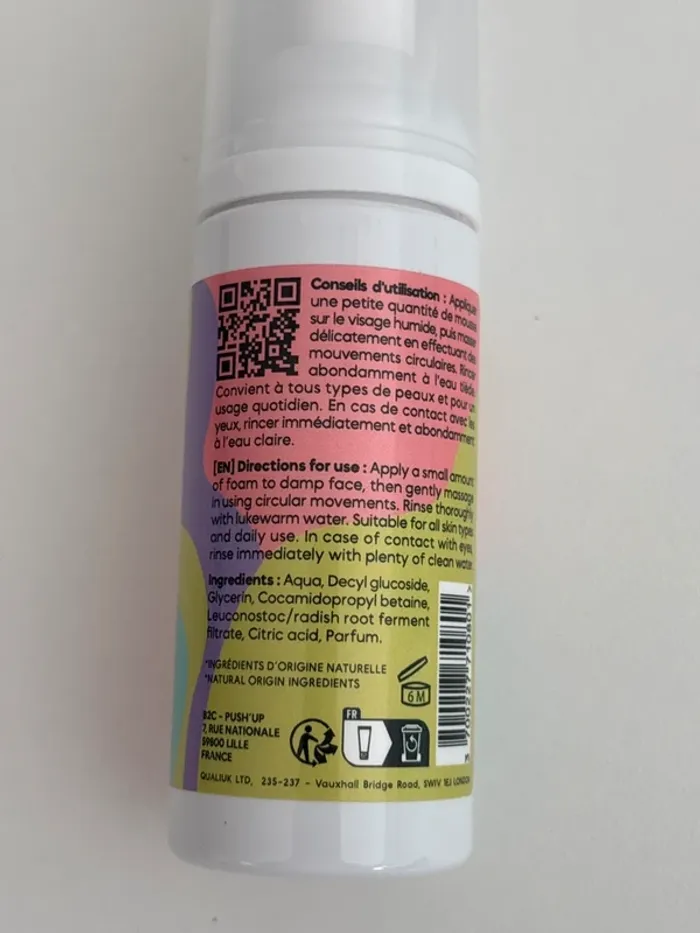 Conseils d'utilisation : Appliquer
une petite quantité de mousse
sur le visage humide, puis masser
délicatement en effectuant des
mouvements circulaires. Rincer
abondamment à l'eau tiède.
Convient à tous types de peaux et pour un
usage quotidien. En cas de contact avec les
yeux, rincer immédiatement et abondamment
à l'eau claire.
[EN] Directions for use : Apply a small amount
of foam to damp face, then gently massage
in using circular movements. Rinse thoroughly
with lukewarm water. Suitable for all skin types
and daily use. In case of contact with eyes,
rinse immediately with plenty of clean water.
Ingredients : Aqua, Decyl glucoside,
Glycerin, Cocamidopropyl betaine,
Leuconostoc/radish root ferment
filtrate, Citric acid, Parfum.
*INGRÉDIENTS D'ORIGINE NATURELLE
*NATURAL ORIGIN INGREDIENTS
6 M
B2C - PUSH'UP
7, RUE NATIONALE
59800 LILLE
FRANCE
FR
QUALIUK LTD, 235-237 - Vauxhall Bridge Road, SW1V 1EJ LONDON